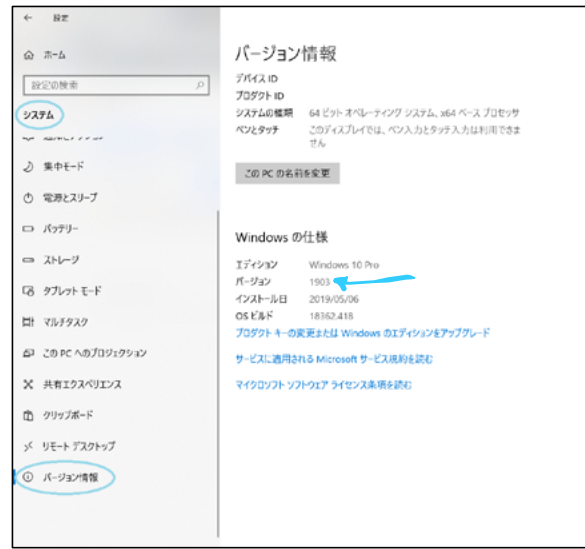 設定
ホーム
設定の検索
システム
集中モード
電源とスリープ
バッテリー
ストレージ
タブレット モード
マルチタスク
この PC へのプロジェクション
共有エクスペリエンス
クリップボード
リモート デスクトップ
バージョン情報
バージョン情報
デバイス ID
プロダクト ID
システムの種類 64 ビット オペレーティング システム、x64 ベース プロセッサ
ペンとタッチ このディスプレイでは、ペン入力とタッチ入力は利用できま
せん
この PC の名前を変更
Windows の仕様
エディション Windows 10 Pro
バージョン 1903
インストール日 2019/05/06
OS ビルド 18362.418
プロダクト キーの変更または Windows のエディションをアップグレード
サービスに適用される Microsoft サービス規約を読む
マイクロソフト ソフトウェア ライセンス条項を読む